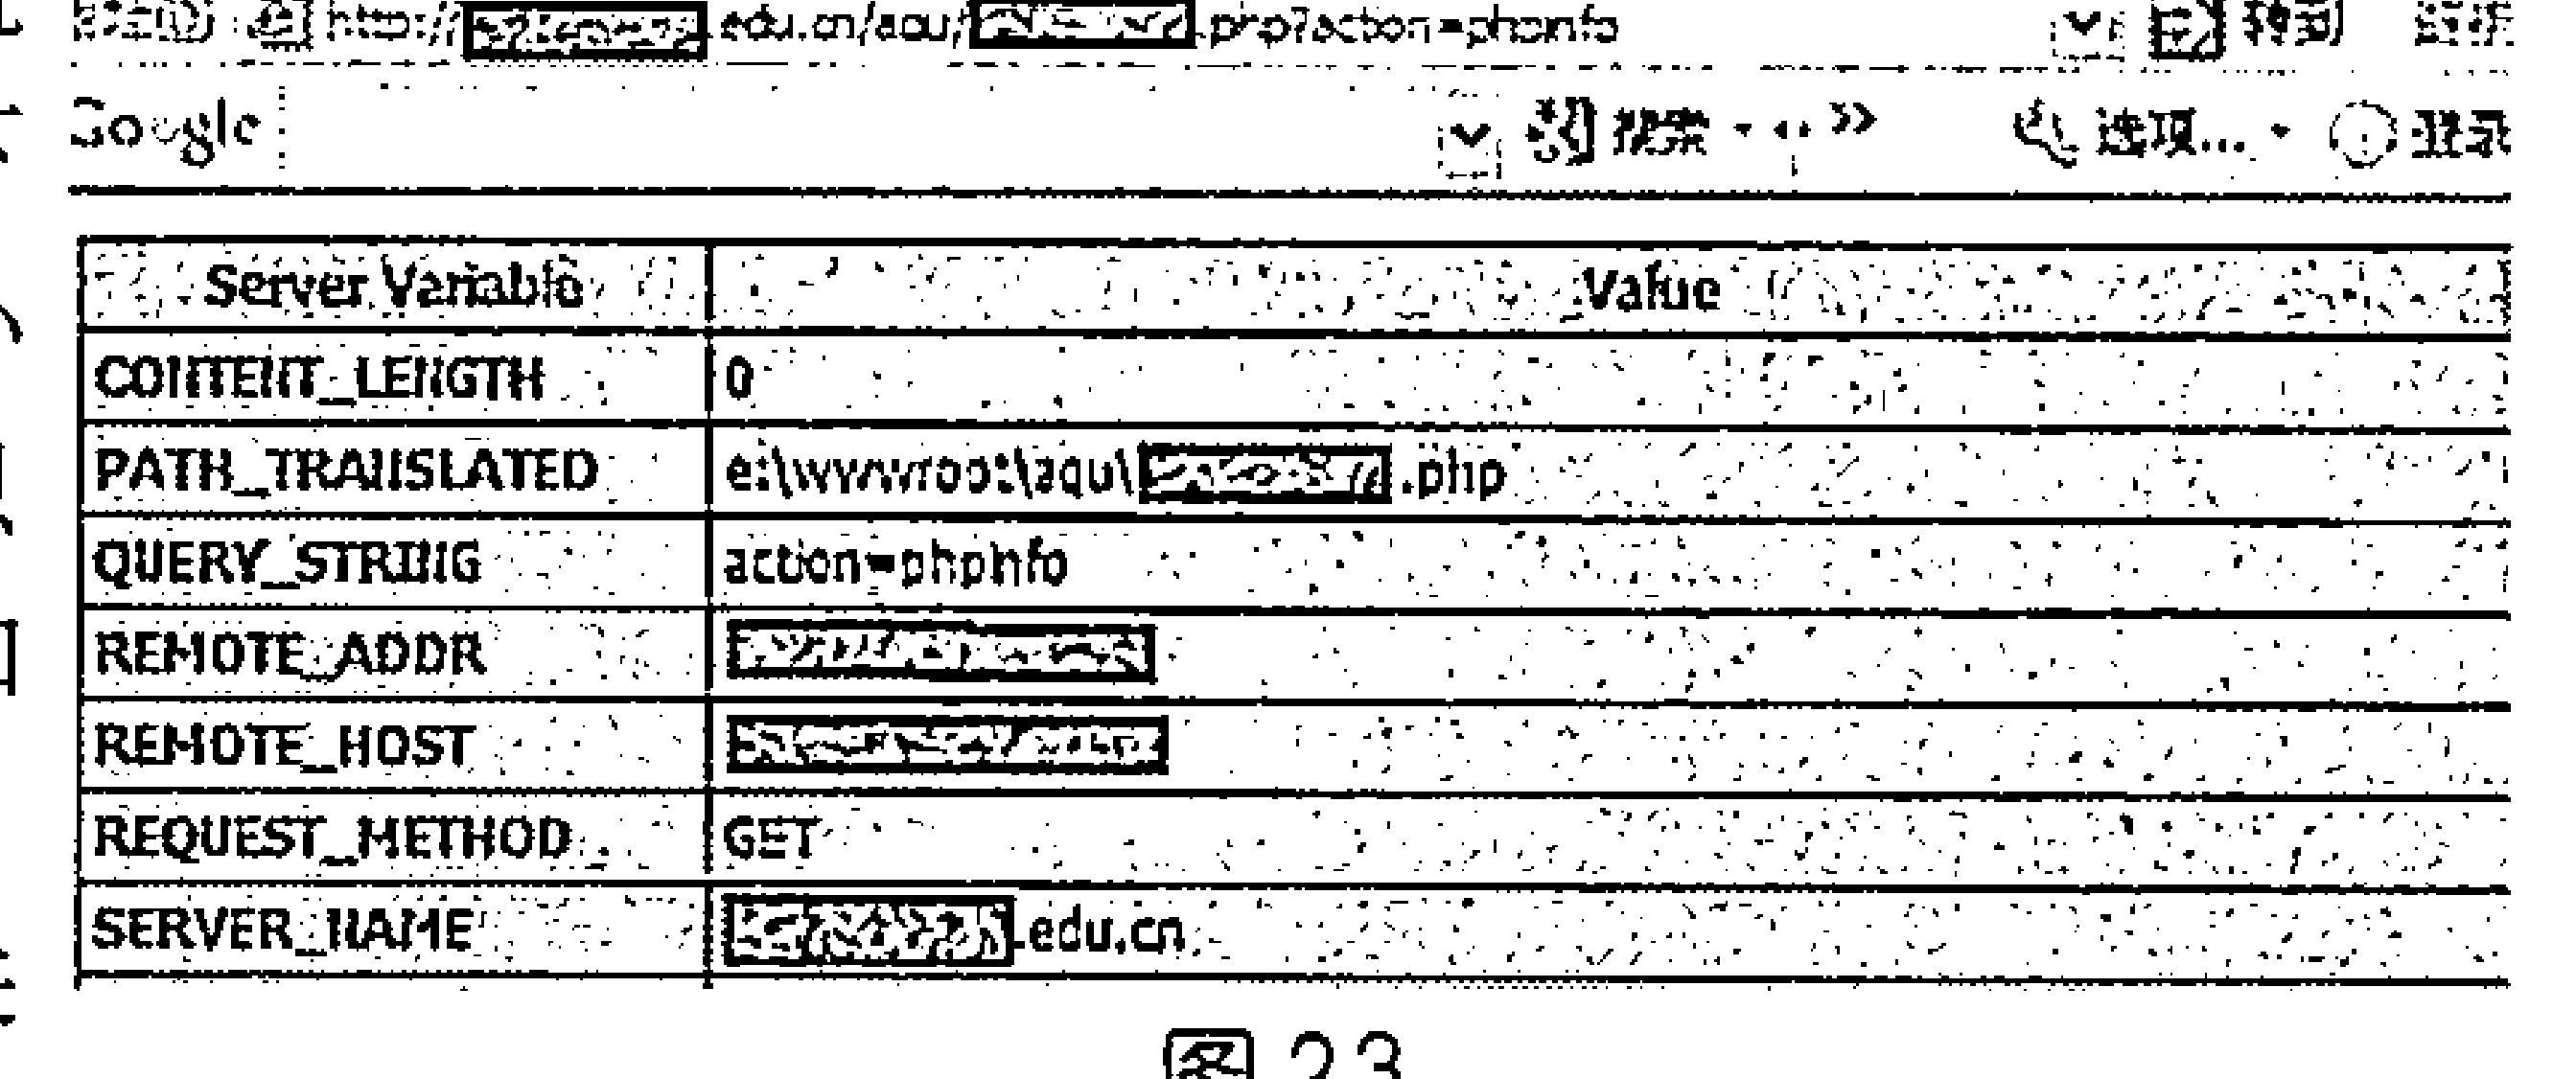 http:// .edu.cn/aqu/ .php?action=phpinfo 转到
Google 搜索 » 选项... 登录
Server Variable Value
CONTENT_LENGTH 0
PATH_TRANSLATED e:\wwwroot\aqu\ .php
QUERY_STRING action=phpinfo
REMOTE_ADDR
REMOTE_HOST
REQUEST_METHOD GET
SERVER_NAME .edu.cn
图 23